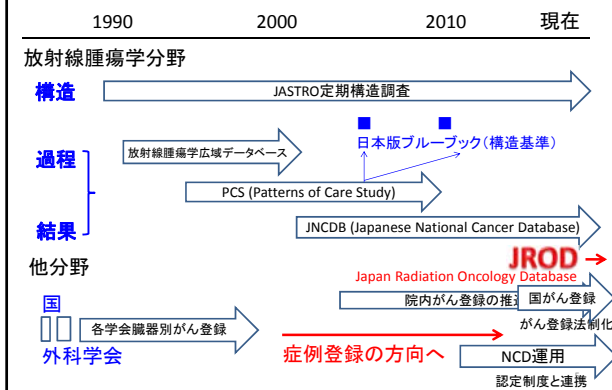 1990 2000 2010 現在
放射線腫瘍学分野
構造
JASTRO定期構造調査
日本版ブルーブック(構造基準)
過程
放射線腫瘍学広域データベース
PCS (Patterns of Care Study)
結果
JNCDB (Japanese National Cancer Database)
JROD
Japan Radiation Oncology Database
他分野
国
院内がん登録の推進
国がん登録
がん登録法制化
各学会臓器別がん登録
外科学会
症例登録の方向へ
NCD運用
認定制度と連携